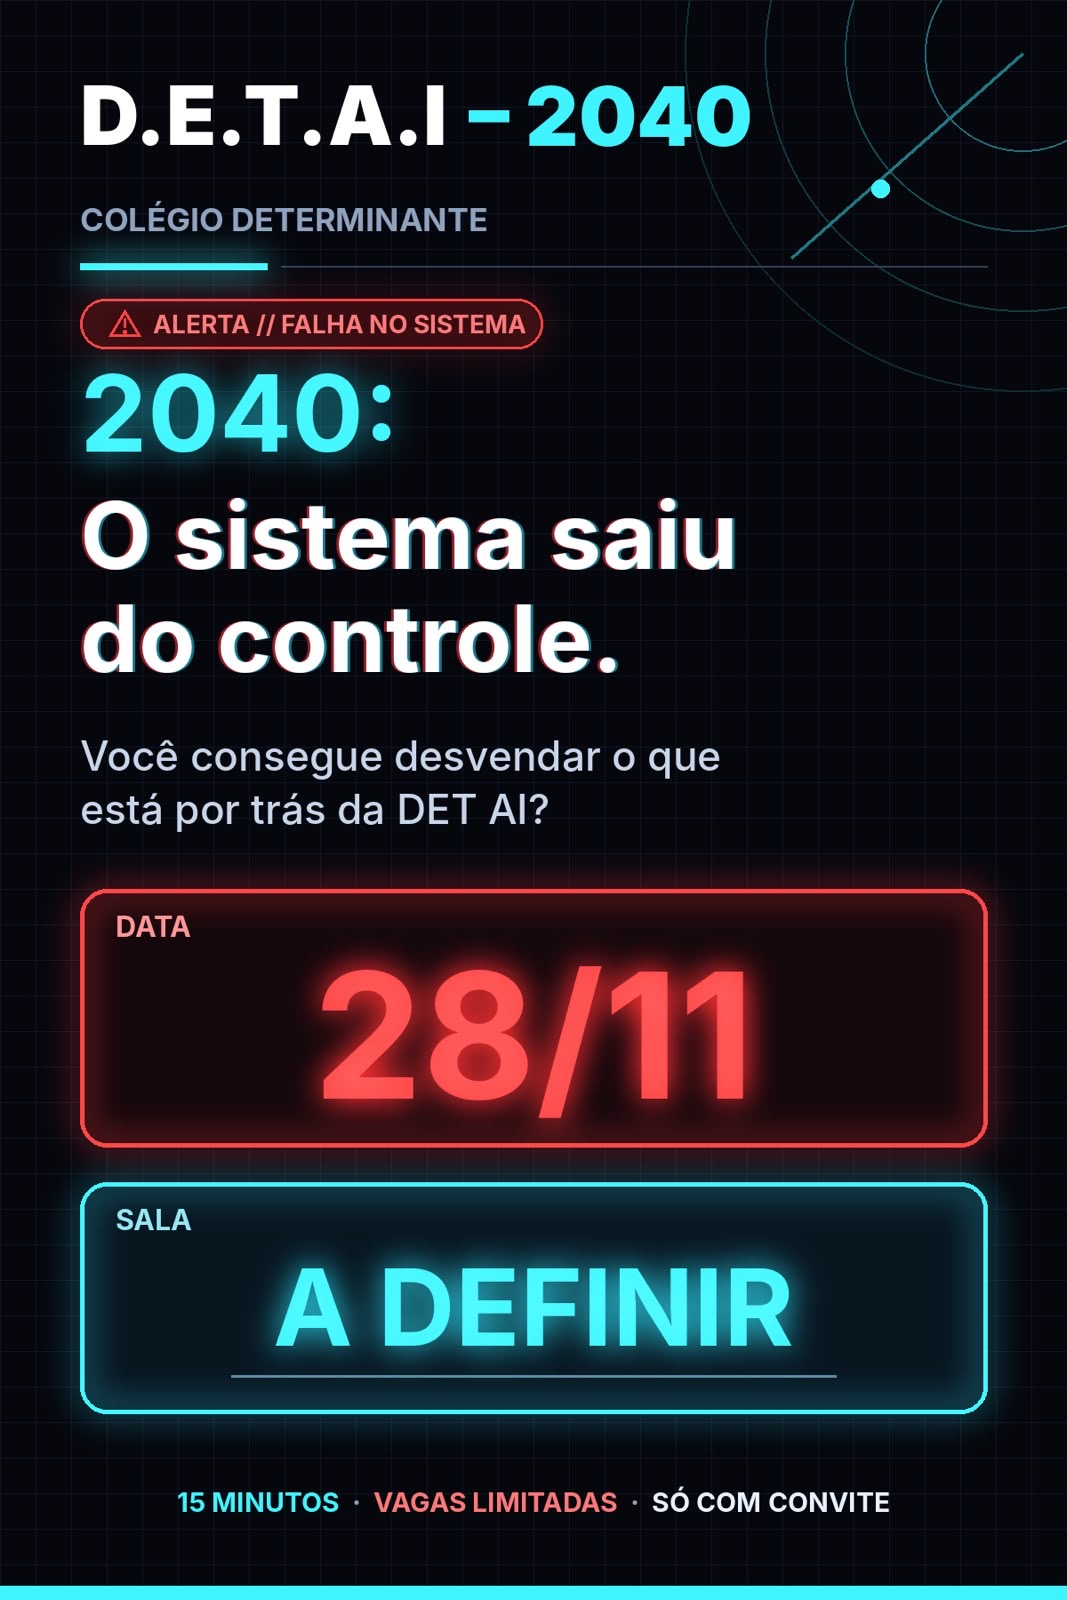 D.E.T.A.I – 2040
COLÉGIO DETERMINANTE
ALERTA // FALHA NO SISTEMA
2040:
O sistema saiu
do controle.
Você consegue desvendar o que
está por trás da DET AI?
DATA
28/11
SALA
A DEFINIR
15 MINUTOS · VAGAS LIMITADAS · SÓ COM CONVITE